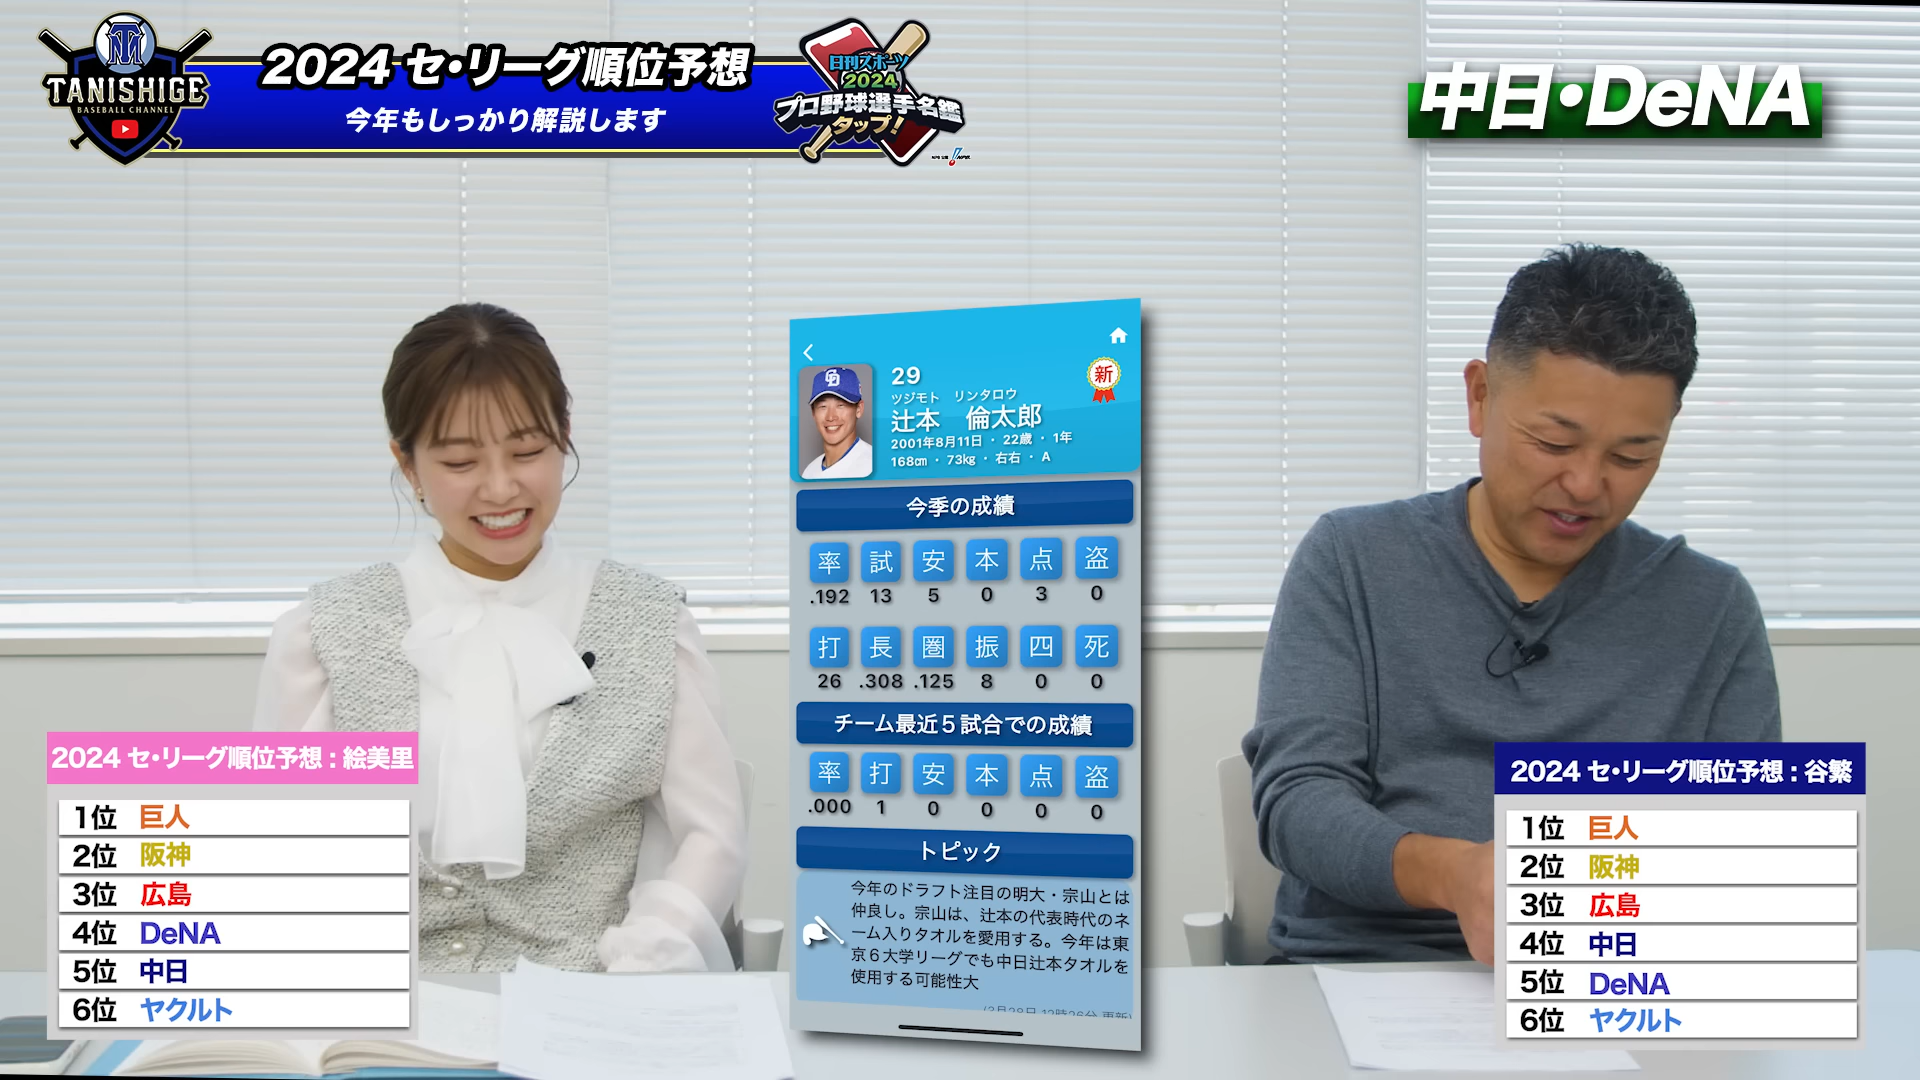 TM
TANISHIGE
BASEBALL CHANNEL
2024 セ・リーグ順位予想
今年もしっかり解説します
日刊スポーツ
2024
プロ野球選手名鑑
タップ!
中日・DeNA
29
ツジモト リンタロウ
辻本 倫太郎
2001年8月11日 ・ 22歳 ・ 1年
168cm ・ 73kg ・ 右右 ・ A
新
今季の成績
率 試 安 本 点 盗
.192 13 5 0 3 0
打 長 圏 振 四 死
26 .308 .125 8 0 0
チーム最近5試合での成績
率 打 安 本 点 盗
.000 1 0 0 0 0
トピック
今年のドラフト注目の明大・宗山とは
仲良し。宗山は、辻本の代表時代のネ
ーム入りタオルを愛用する。今年は東
京6大学リーグでも中日辻本タオルを
使用する可能性大
2024 セ・リーグ順位予想 : 絵美里
1位 巨人
2位 阪神
3位 広島
4位 DeNA
5位 中日
6位 ヤクルト
2024 セ・リーグ順位予想 : 谷繁
1位 巨人
2位 阪神
3位 広島
4位 中日
5位 DeNA
6位 ヤクルト